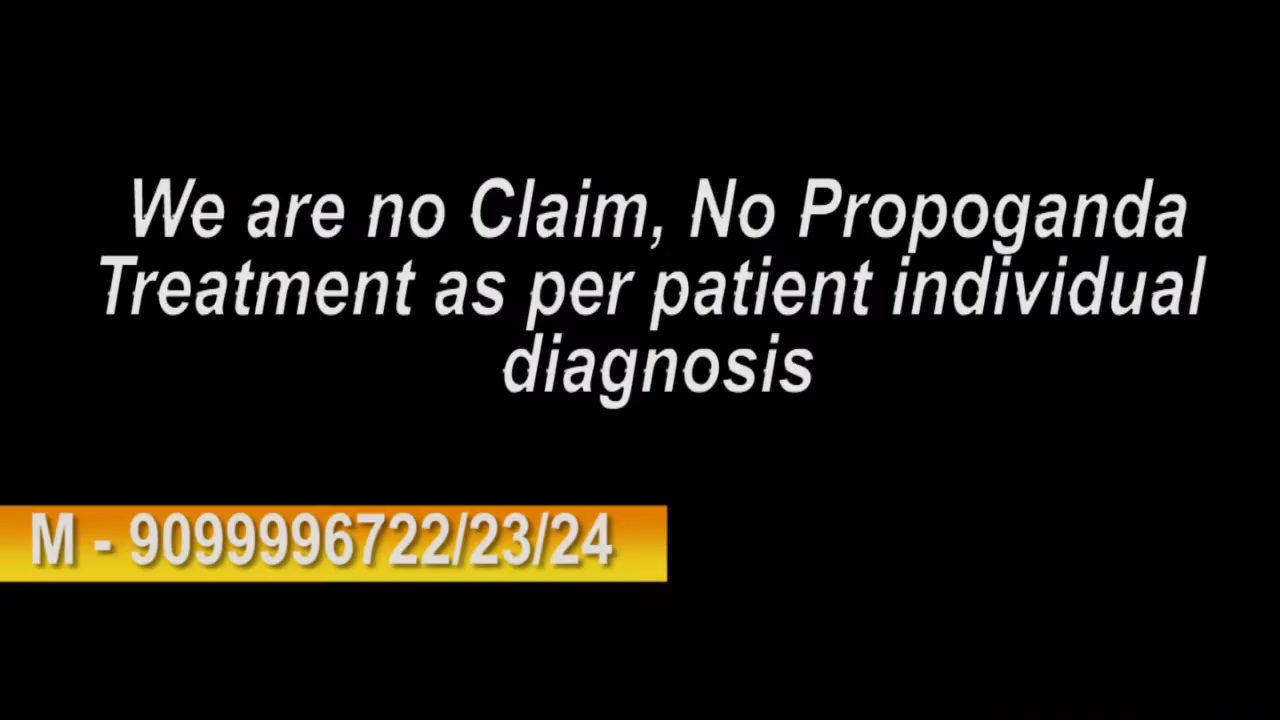 We are no Claim, No Propoganda
Treatment as per patient individual
diagnosis
M - 9099996722/23/24